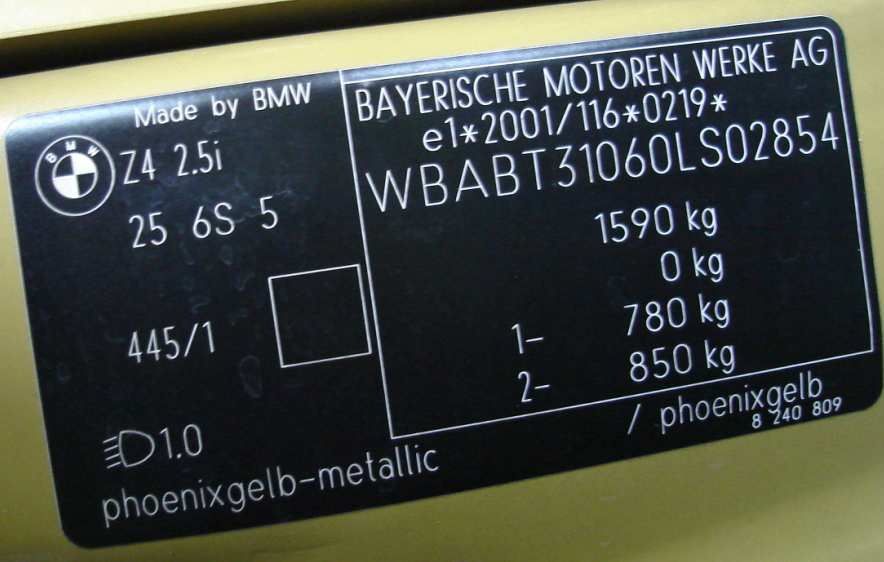 Made by BMW
BMW
Z4 2.5i
25 6S 5
445/1
1.0
phoenixgelb-metallic
BAYERISCHE MOTOREN WERKE AG
e1*2001/116*0219*
WBABT31060LS02854
1590 kg
0 kg
1- 780 kg
2- 850 kg
/ phoenixgelb
8 240 809